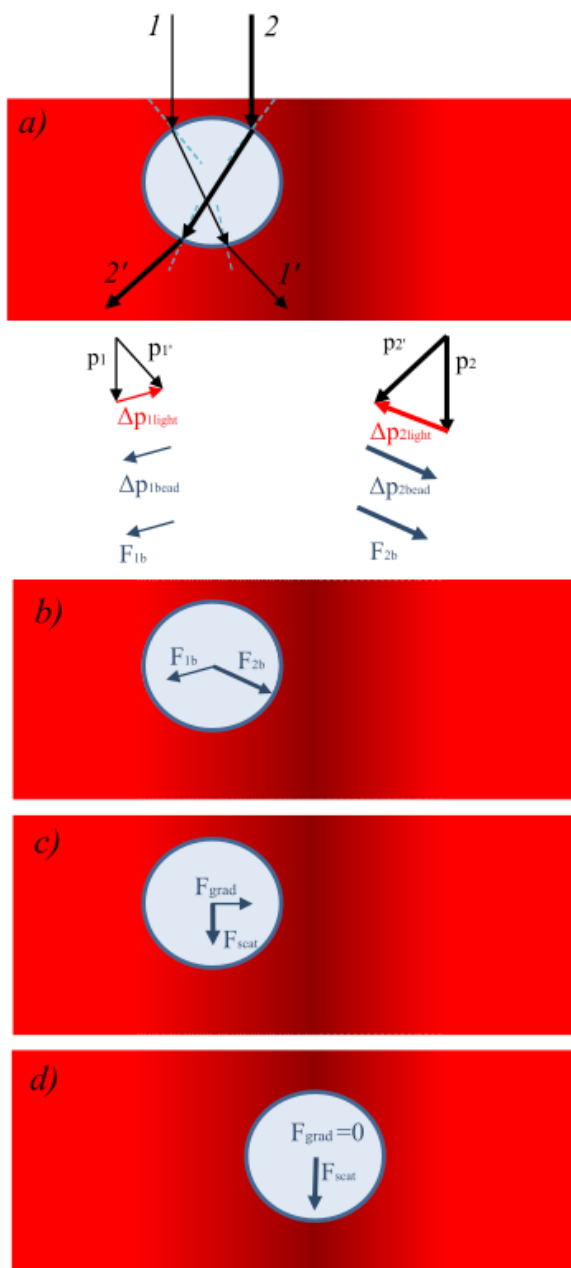 1 2
a)
2' 1'
p1 p1' p2' p2
Δp1light Δp2light
Δp1bead Δp2bead
F1b F2b
b)
F1b F2b
c)
Fgrad
Fscat
d)
Fgrad=0
Fscat